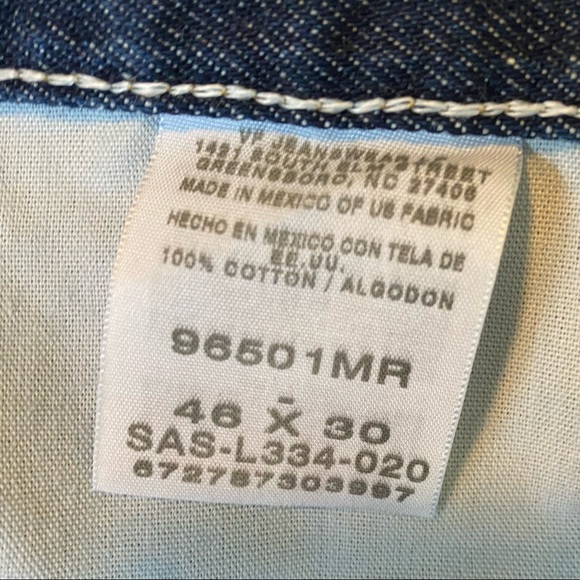 VF JEANSWEAR
1421 SOUTH ELM STREET
GREENSBORO, NC 27406
MADE IN MEXICO OF US FABRIC
HECHO EN MEXICO CON TELA DE
EE.UU.
100% COTTON / ALGODON
96501MR
46 X 30
SAS-L334-020
672787303997